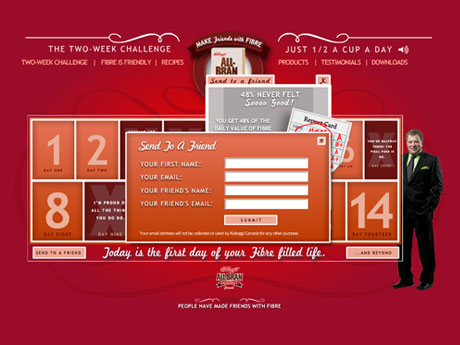 THE TWO-WEEK CHALLENGE
MAKE Friends with FIBRE
JUST 1/2 A CUP A DAY
Kellogg's
ALL-BRAN
TWO-WEEK CHALLENGE | FIBRE IS FRIENDLY | RECIPES
PRODUCTS | TESTIMONIALS | DOWNLOADS
Send to a friend
X
48% NEVER FELT
Soooo Good!
YOU GET 48% OF THE
DAILY VALUE OF FIBRE
Report Card
1
DAY ONE
2
DAY TWO
X
Send To A Friend
X
YOUR FIRST NAME:
YOUR EMAIL:
YOUR FRIEND'S NAME:
YOUR FRIEND'S EMAIL:
SUBMIT
Your email address will not be collected or used by Kellogg Canada for any other purpose.
8
DAY EIGHT
I'M PROUD O
ALL THE THIN
YOU DO, D
DAY NINE
14
DAY FOURTEEN
SEND TO A FRIEND
Today is the first day of your Fibre filled life.
...AND BEYOND
Kellogg's
ALL-BRAN
PEOPLE HAVE MADE FRIENDS WITH FIBRE